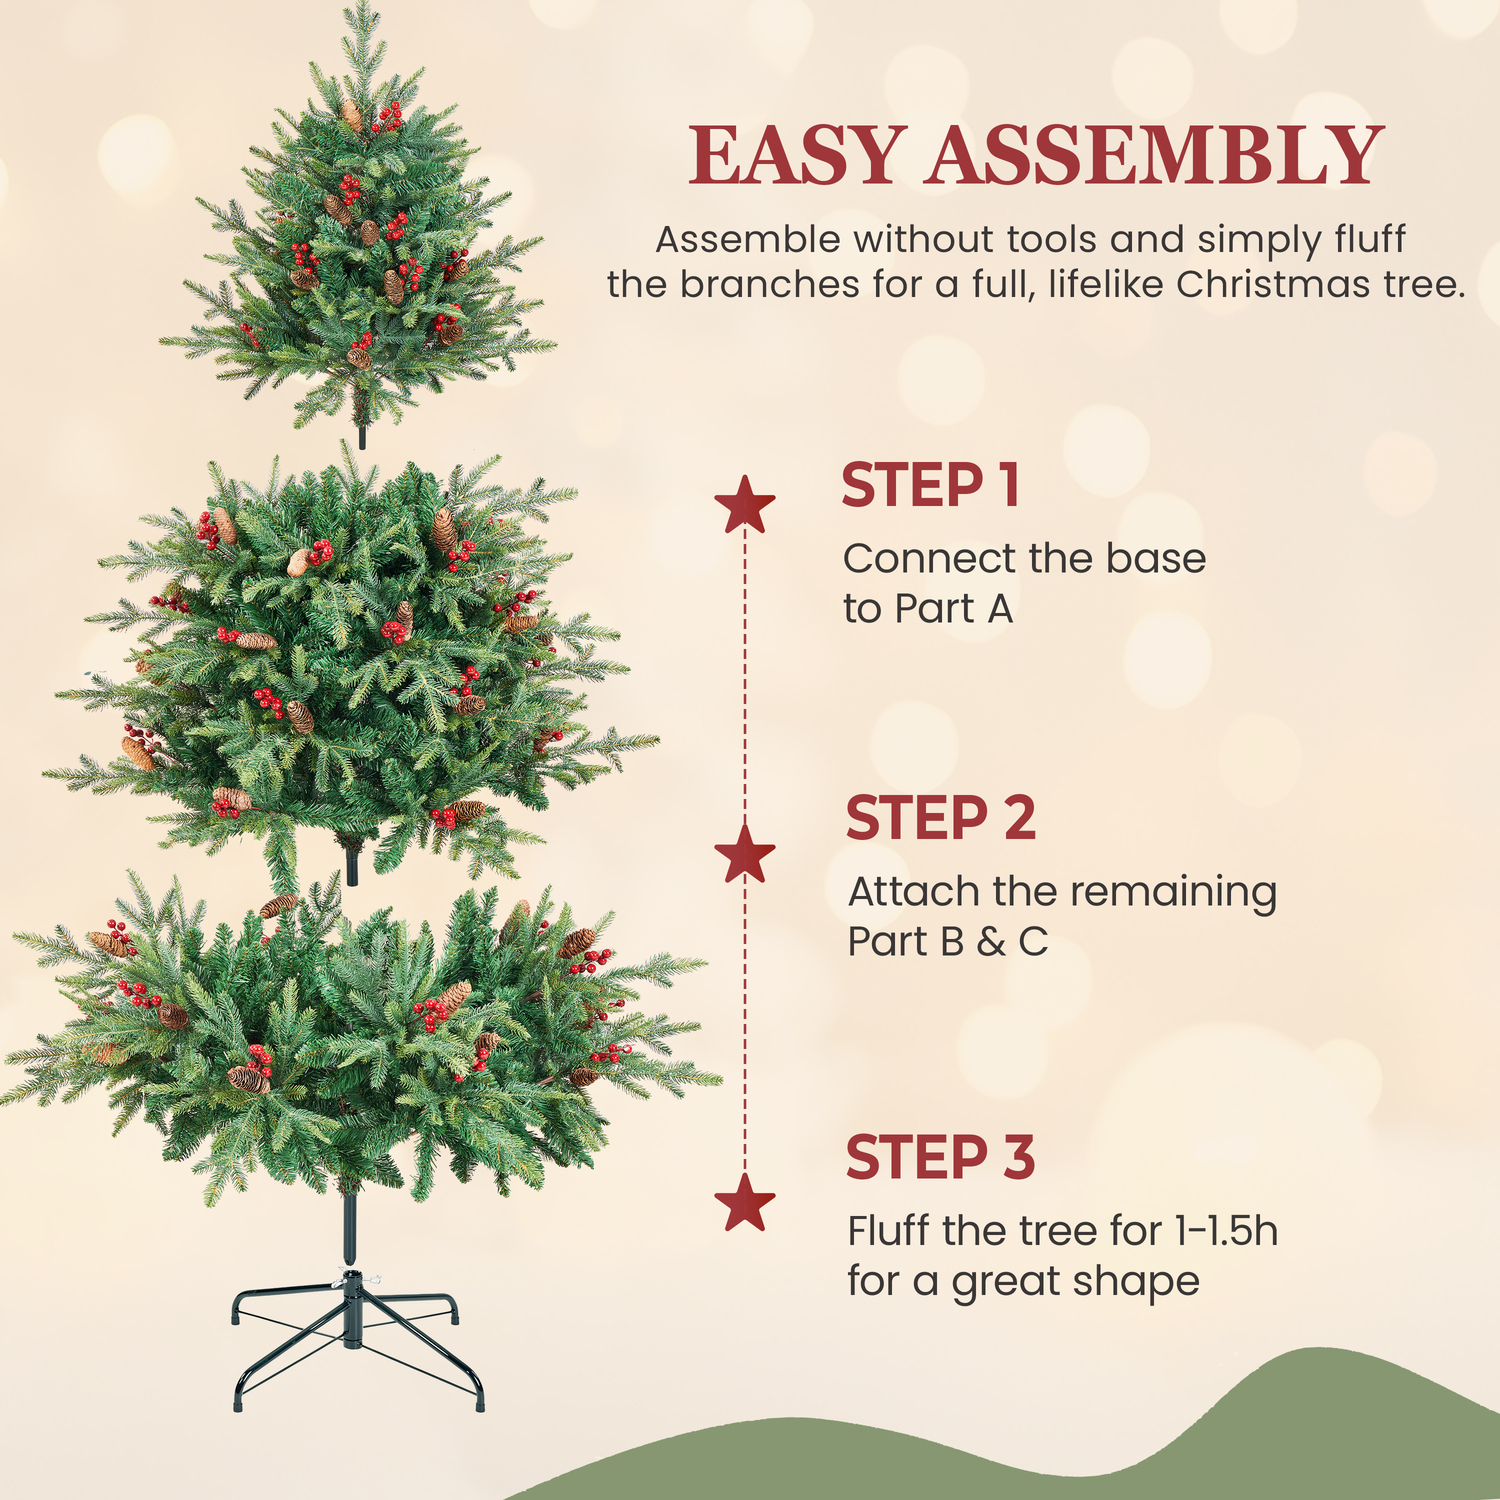 EASY ASSEMBLY
Assemble without tools and simply fluff
the branches for a full, lifelike Christmas tree.
STEP 1
Connect the base
to Part A
STEP 2
Attach the remaining
Part B & C
STEP 3
Fluff the tree for 1-1.5h
for a great shape